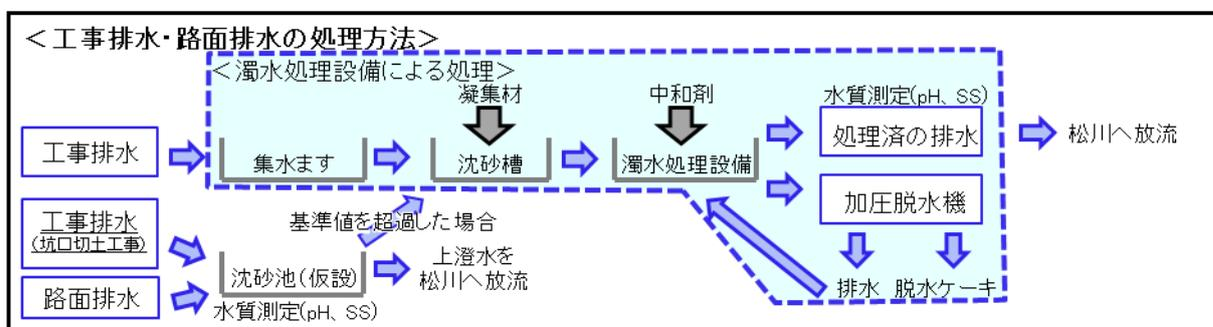 ＜工事排水･路面排水の処理方法＞
＜濁水処理設備による処理＞
凝集材
中和剤
水質測定(pH、SS)
工事排水
集水ます
沈砂槽
濁水処理設備
処理済の排水
松川へ放流
加圧脱水機
工事排水
(坑口切土工事)
基準値を超過した場合
沈砂池(仮設)
上澄水を
松川へ放流
排水
脱水ケーキ
路面排水
水質測定(pH、SS)